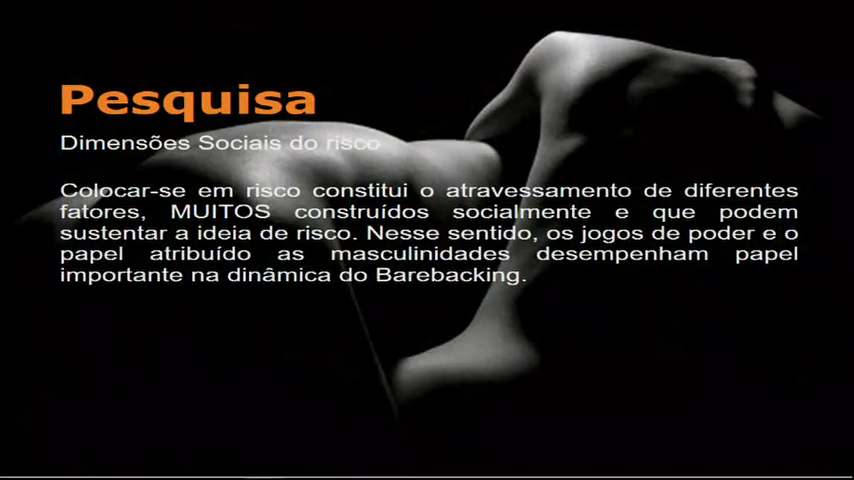 Pesquisa
Dimensões Sociais do risco
Colocar-se em risco constitui o atravessamento de diferentes
fatores, MUITOS construídos socialmente e que podem
sustentar a ideia de risco. Nesse sentido, os jogos de poder e o
papel atribuído as masculinidades desempenham papel
importante na dinâmica do Barebacking.